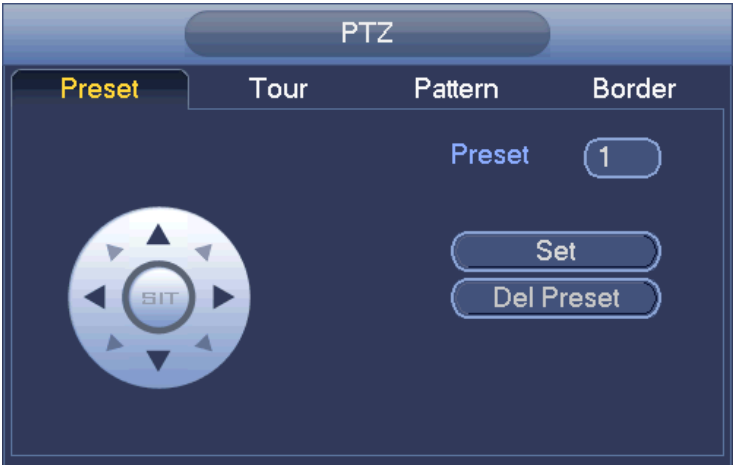 PTZ
Preset Tour Pattern Border
Preset 1
Set
SIT
Del Preset